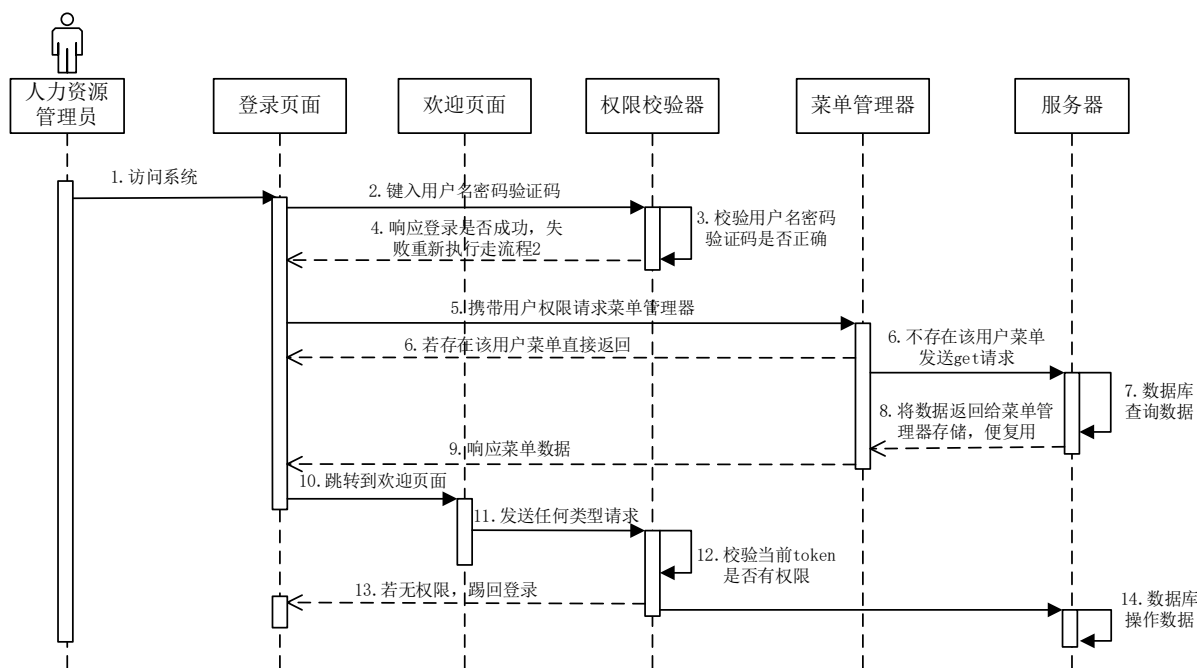 人力资源
管理员
登录页面
欢迎页面
权限校验器
菜单管理器
服务器
1.访问系统
2.键入用户名密码验证码
3.校验用户名密码
验证码是否正确
4.响应登录是否成功，失
败重新执行走流程2
5.携带用户权限请求菜单管理器
6.若存在该用户菜单直接返回
6.不存在该用户菜单
发送get请求
7.数据库
查询数据
8.将数据返回给菜单管
理器存储，便复用
9.响应菜单数据
10.跳转到欢迎页面
11.发送任何类型请求
12.校验当前token
是否有权限
13.若无权限，踢回登录
14.数据库
操作数据